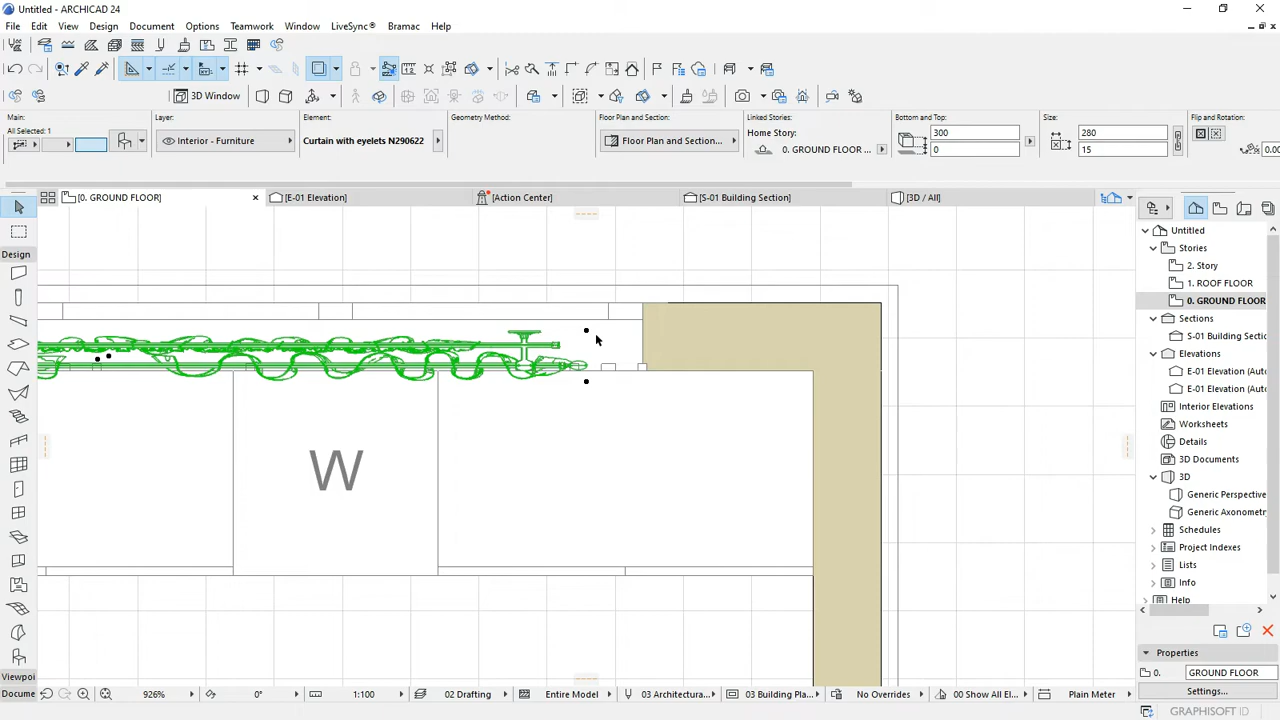 Untitled - ARCHICAD 24
File Edit View Design Document Options Teamwork Window LiveSync® Bramac Help
3D Window
Main: Layer: Element: Geometry Method: Floor Plan and Section: Linked Stories: Bottom and Top: Size: Flip and Rotation:
All Selected: 1
Interior - Furniture
Curtain with eyelets N290622
Floor Plan and Section...
Home Story:
0. GROUND FLOOR ...
300
0
280
15
0.00
[0. GROUND FLOOR]
[E-01 Elevation]
[Action Center]
[S-01 Building Section]
[3D / All]
Design
Viewpoi
Docume
W
Untitled
Stories
2. Story
1. ROOF FLOOR
0. GROUND FLOOR
Sections
S-01 Building Secti
Elevations
E-01 Elevation (Aut
E-01 Elevation (Aut
Interior Elevations
Worksheets
Details
3D Documents
3D
Generic Perspective
Generic Axonometr
Schedules
Project Indexes
Lists
Info
Help
Properties
0. GROUND FLOOR
Settings...
926% 0° 1:100 02 Drafting Entire Model 03 Architectura... 03 Building Pla... No Overrides 00 Show All El... Plain Meter
GRAPHISOFT ID